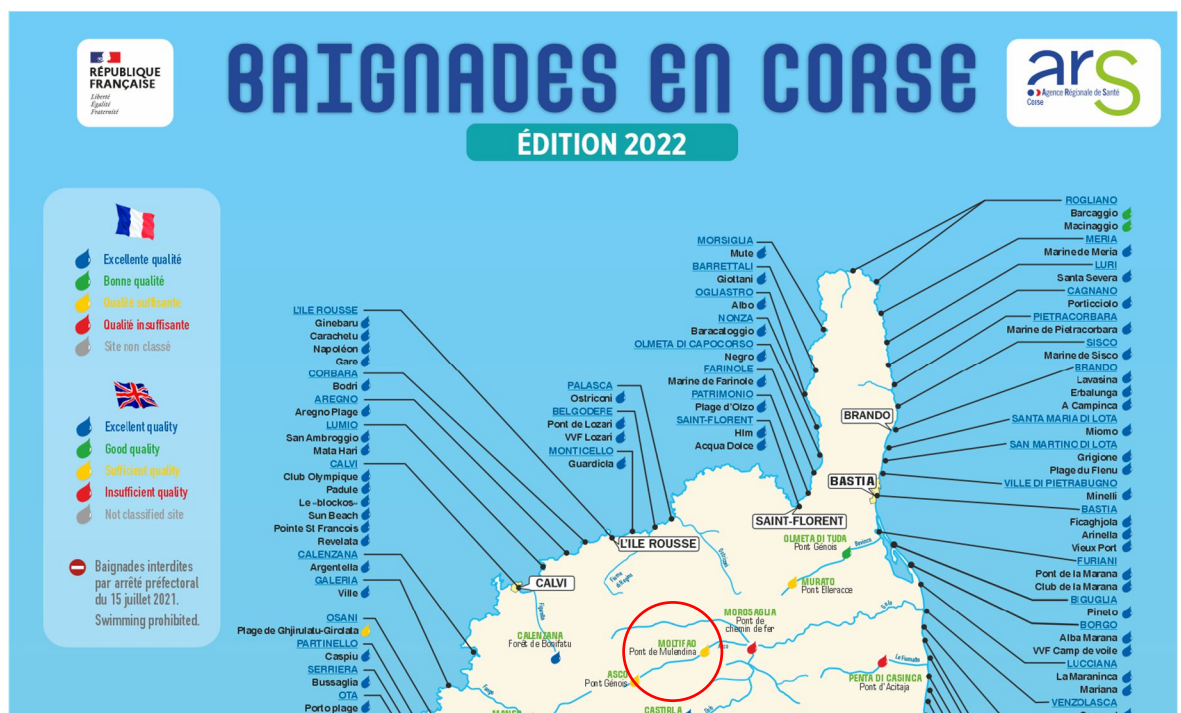 RÉPUBLIQUE
FRANÇAISE
Liberté
Égalité
Fraternité
BAIGNADES EN CORSE
ÉDITION 2022
ars
Agence Régionale de Santé
Corse
Excellente qualité
Bonne qualité
Qualité suffisante
Qualité insuffisante
Site non classé
Excellent quality
Good quality
Sufficient quality
Insufficient quality
Not classified site
Baignades interdites
par arrêté préfectoral
du 15 juillet 2021.
Swimming prohibited.
L'ILE ROUSSE
Ginebaru
Carachetu
Napoléon
Gare
CORBARA
Bodri
AREGNO
Aregno Plage
LUMIO
San Ambroggio
Mata Hari
CALVI
Club Olympique
Padule
Le «blockos»
Sun Beach
Pointe St Francois
Revelata
CALENZANA
Argentella
GALERIA
Ville
OSANI
Plage de Ghjirulatu-Girolata
PARTINELLO
Caspiu
SERRIERA
Bussaglia
OTA
Porto plage
PALASCA
Ostriconi
BELGODERE
Pont de Lozari
VVF Lozari
MONTICELLO
Guardiola
MORSIGLIA
Mute
BARRETTALI
Giottani
OGLIASTRO
Albo
NONZA
Baracatoggio
OLMETA DI CAPOCORSO
Negro
FARINOLE
Marine de Farinole
PATRIMONIO
Plage d'Olzo
SAINT-FLORENT
Hlm
Acqua Dolce
ROGLIANO
Barcaggio
Macinaggio
MERIA
Marine de Meria
LURI
Santa Severa
CAGNANO
Porticciolo
PIETRACORBARA
Marine de Pietracorbara
SISCO
Marine de Sisco
BRANDO
Lavasina
Erbalunga
A Campinca
SANTA MARIA DI LOTA
Miomo
SAN MARTINO DI LOTA
Grigione
Plage du Flenu
VILLE DI PIETRABUGNO
Minelli
BASTIA
Ficaghjola
Arinella
Vieux Port
FURIANI
Pont de la Marana
Club de la Marana
BIGUGLIA
Pineto
BORGO
Alba Marana
VVF Camp de voile
LUCCIANA
La Maraninca
Mariana
VENZOLASCA
BRANDO
BASTIA
SAINT-FLORENT
L'ILE ROUSSE
CALVI
OLMETA DI TUDA
Pont Génois
Bevinco
MURATO
Pont Elleracce
Ostriconi
Figarella
CALENZANA
Forêt de Bonifatu
MOROSAGLIA
Pont de
chemin de fer
Golo
MOLTIFAO
Pont de Mulendina
Asco
ASCO
Pont Génois
PENTA DI CASINCA
Pont d'Acitaja
Fango
MANSO
CASTIRLA
Golo